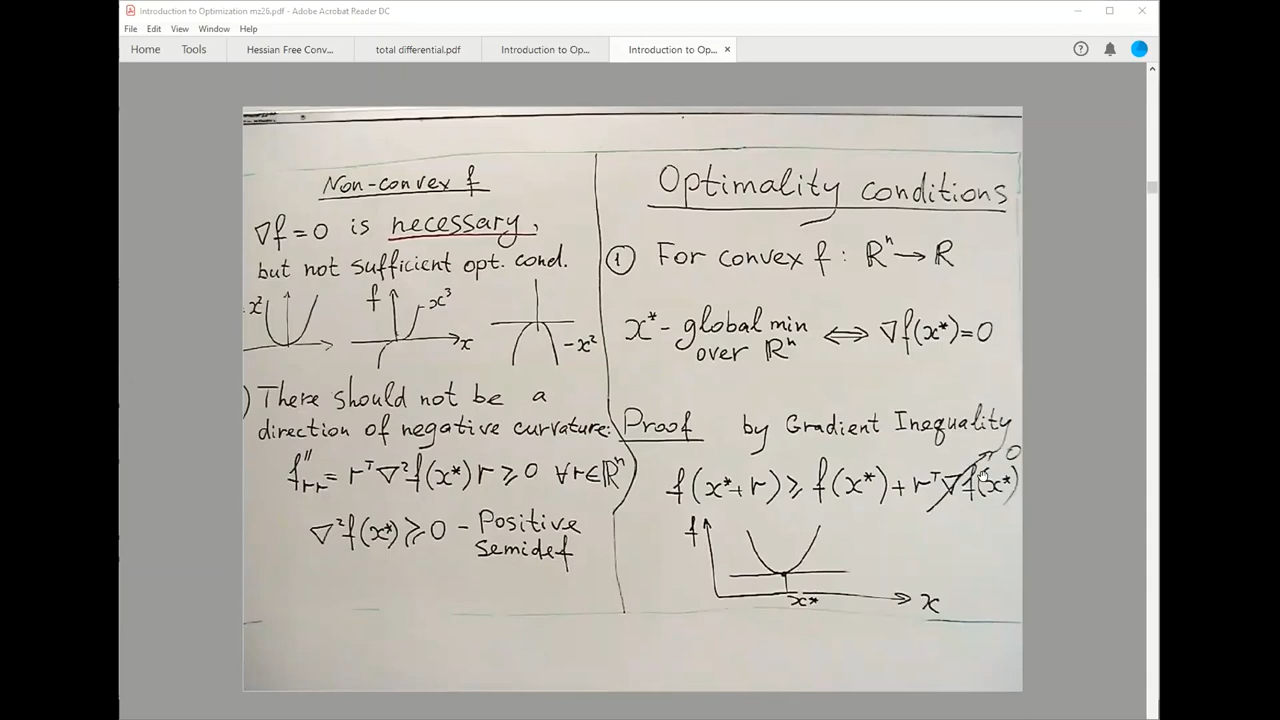 Introduction to Optimization mz26.pdf - Adobe Acrobat Reader DC
File Edit View Window Help
Home Tools Hessian Free Conv... total differential.pdf Introduction to Op... Introduction to Op... ×
Non-convex f
∇f = 0 is necessary,
but not sufficient opt. cond.
x² f x³ x -x²
) There should not be a
direction of negative curvature:
f''ᵣᵣ = rᵀ∇²f(x*)r ⩾ 0 ∀r∈ℝⁿ
∇²f(x*) ⩾ 0 - Positive
Semidef
Optimality conditions
① For convex f : ℝⁿ → ℝ
x* - global min ⟺ ∇f(x*)=0
over ℝⁿ
Proof by Gradient Inequality
0
f(x*+r) ⩾ f(x*) + rᵀ∇f(x*)
f
x* x